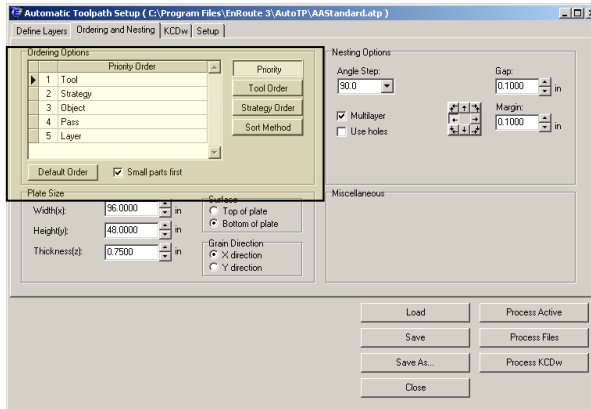 Automatic Toolpath Setup ( C:\Program Files\EnRoute 3\AutoTP\AAStandard.atp )
Define Layers Ordering and Nesting KCDw Setup
Ordering Options
Priority Order
1 Tool
2 Strategy
3 Object
4 Pass
5 Layer
Priority
Tool Order
Strategy Order
Sort Method
Default Order Small parts first
Nesting Options
Angle Step:
90.0
Multilayer
Use holes
Gap:
0.1000 in
Margin:
0.1000 in
Plate Size
Width(x): 96.0000 in
Height(y): 48.0000 in
Thickness(z): 0.7500 in
Surface
Top of plate
Bottom of plate
Grain Direction
X direction
Y direction
Miscellaneous
Load Process Active
Save Process Files
Save As... Process KCDw
Close